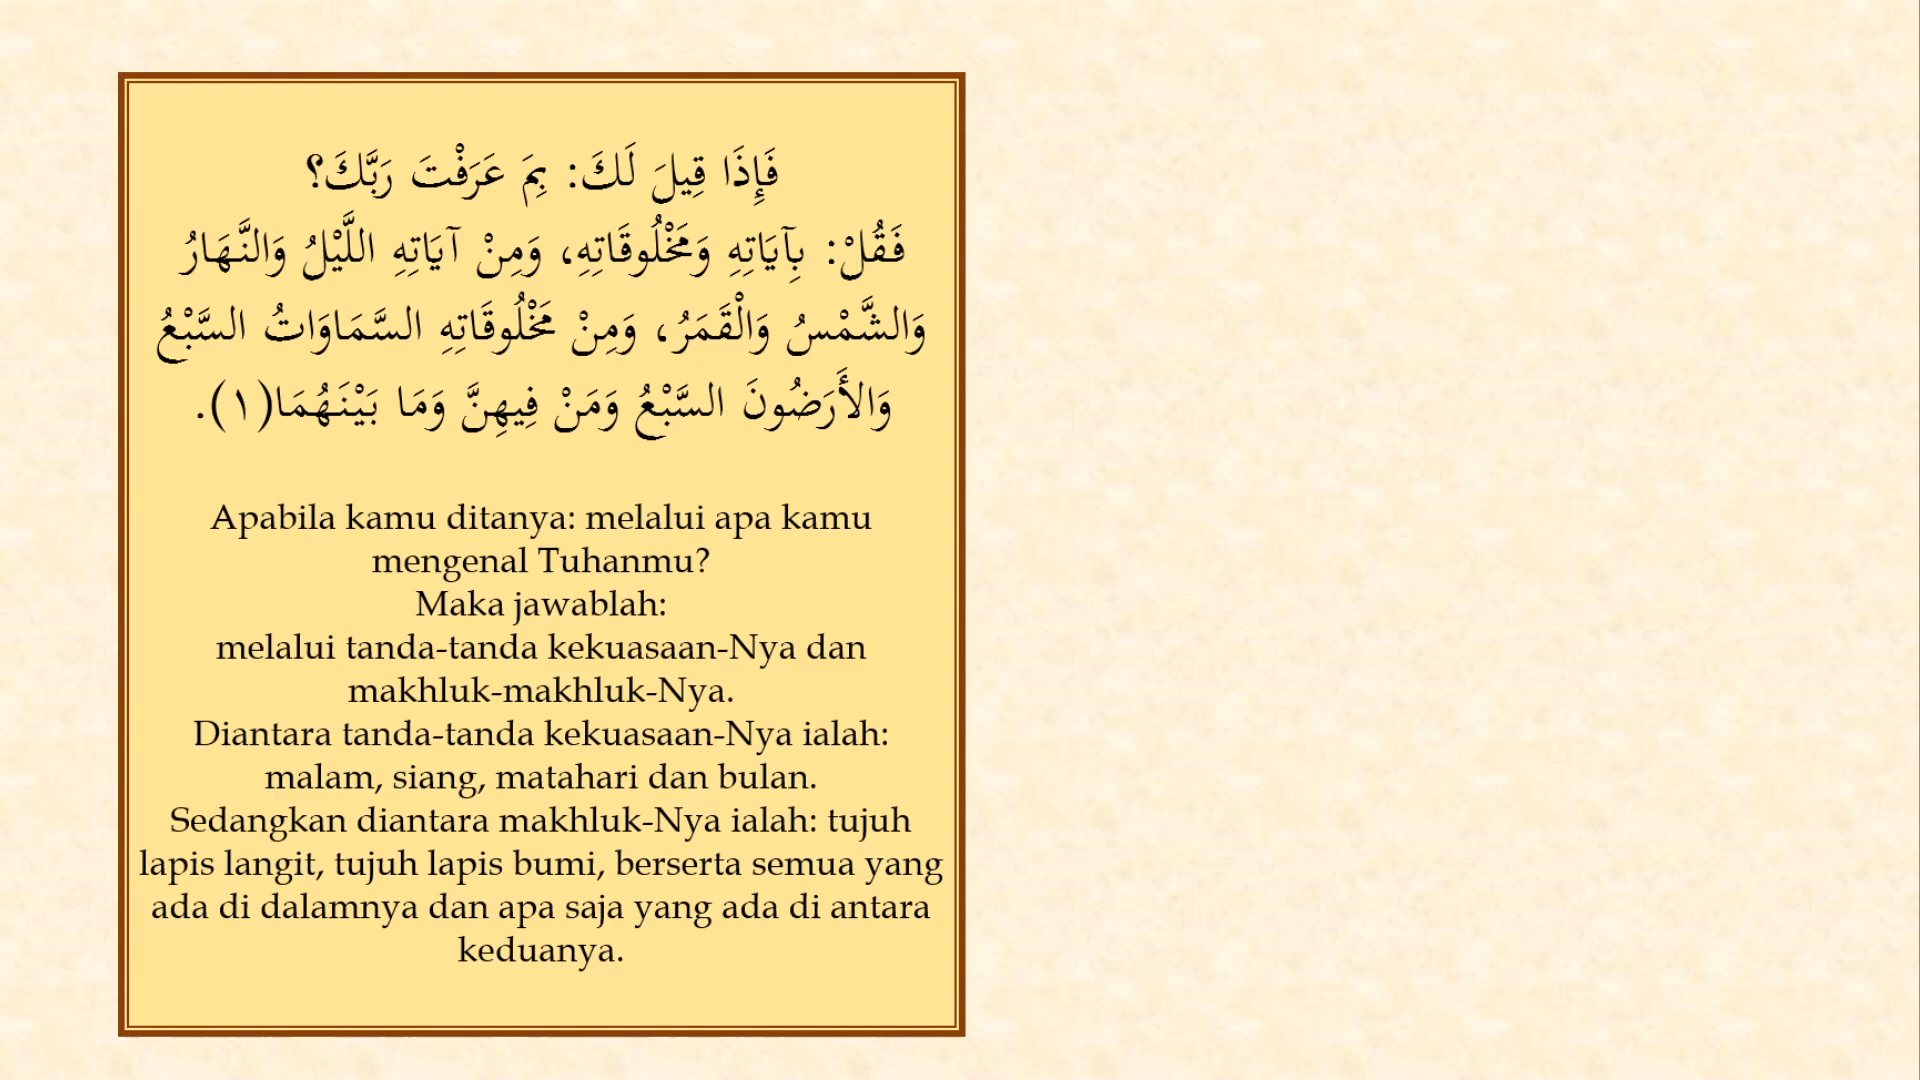 فَإِذَا قِيلَ لَكَ: بِمَ عَرَفْتَ رَبَّكَ؟
فَقُلْ: بِآيَاتِهِ وَمَخْلُوقَاتِهِ، وَمِنْ آيَاتِهِ اللَّيْلُ وَالنَّهَارُ
وَالشَّمْسُ وَالْقَمَرُ، وَمِنْ مَخْلُوقَاتِهِ السَّمَاوَاتُ السَّبْعُ
وَالأَرَضُونَ السَّبْعُ وَمَنْ فِيهِنَّ وَمَا بَيْنَهُمَا(١).
Apabila kamu ditanya: melalui apa kamu
mengenal Tuhanmu?
Maka jawablah:
melalui tanda-tanda kekuasaan-Nya dan
makhluk-makhluk-Nya.
Diantara tanda-tanda kekuasaan-Nya ialah:
malam, siang, matahari dan bulan.
Sedangkan diantara makhluk-Nya ialah: tujuh
lapis langit, tujuh lapis bumi, berserta semua yang
ada di dalamnya dan apa saja yang ada di antara
keduanya.